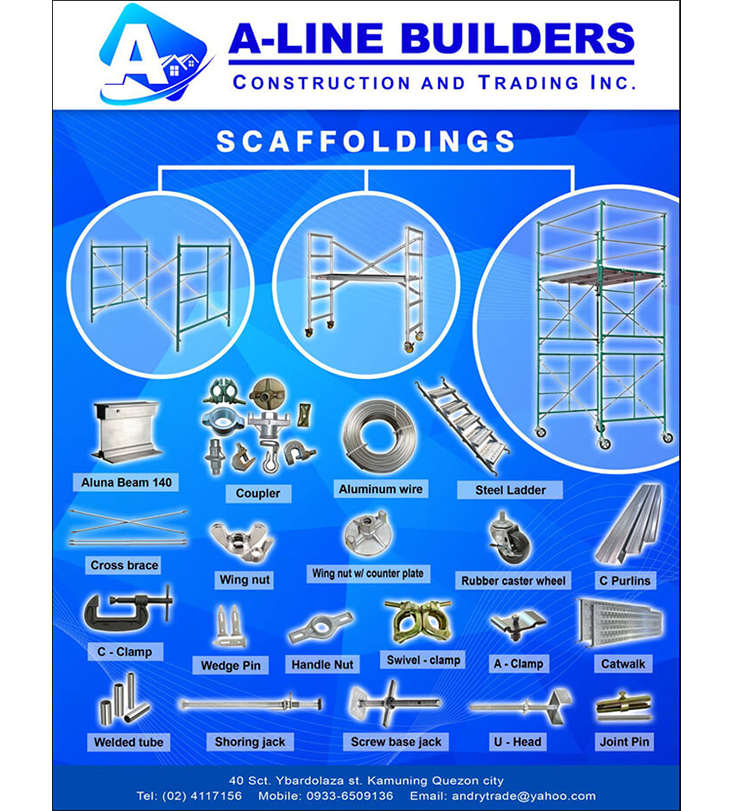 A
A-LINE BUILDERS
CONSTRUCTION AND TRADING INC.
SCAFFOLDINGS
Aluna Beam 140
Coupler
Aluminum wire
Steel Ladder
Cross brace
Wing nut
Wing nut w/ counter plate
Rubber caster wheel
C Purlins
C - Clamp
Wedge Pin
Handle Nut
Swivel - clamp
A - Clamp
Catwalk
Welded tube
Shoring jack
Screw base jack
U - Head
Joint Pin
40 Sct. Ybardolaza st. Kamuning Quezon city
Tel: (02) 4117156 Mobile: 0933-6509136 Email: andrytrade@yahoo.com